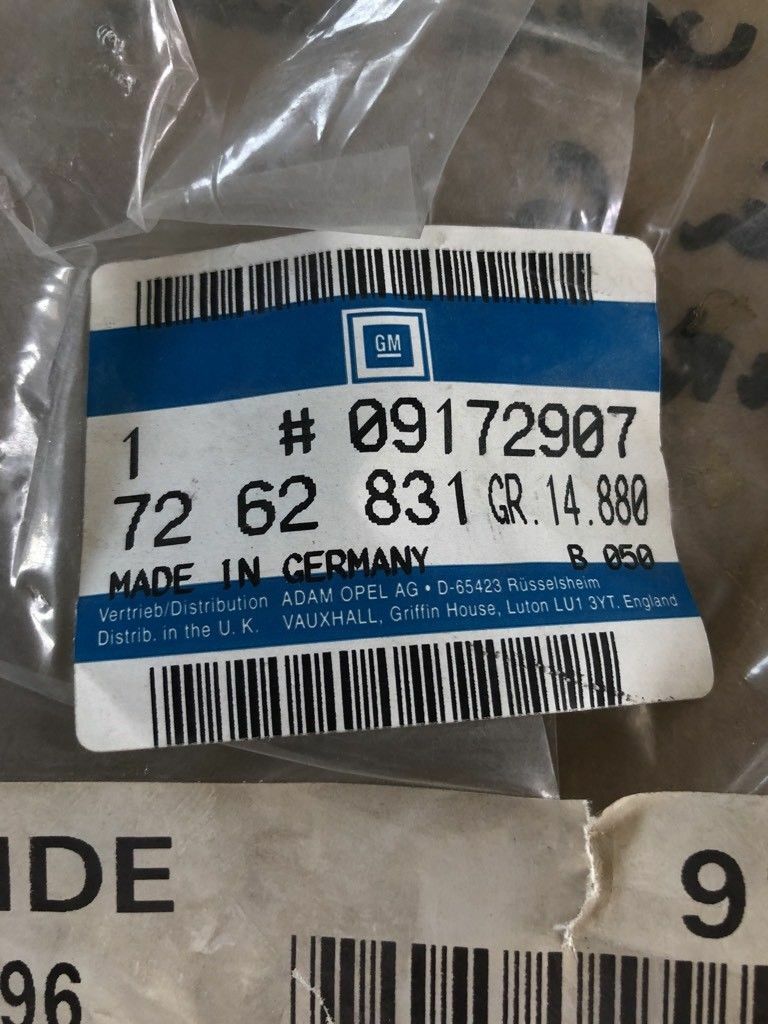 GM
1 # 09172907
72 62 831 GR.14.880
MADE IN GERMANY B 050
Vertrieb/Distribution ADAM OPEL AG • D-65423 Rüsselsheim
Distrib. in the U. K. VAUXHALL, Griffin House, Luton LU1 3YT. England
IDE 9
96